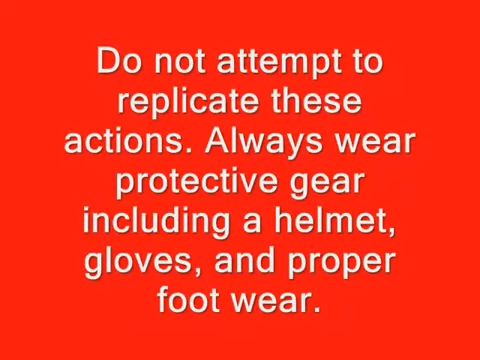 Do not attempt to
replicate these
actions. Always wear
protective gear
including a helmet,
gloves, and proper
foot wear.